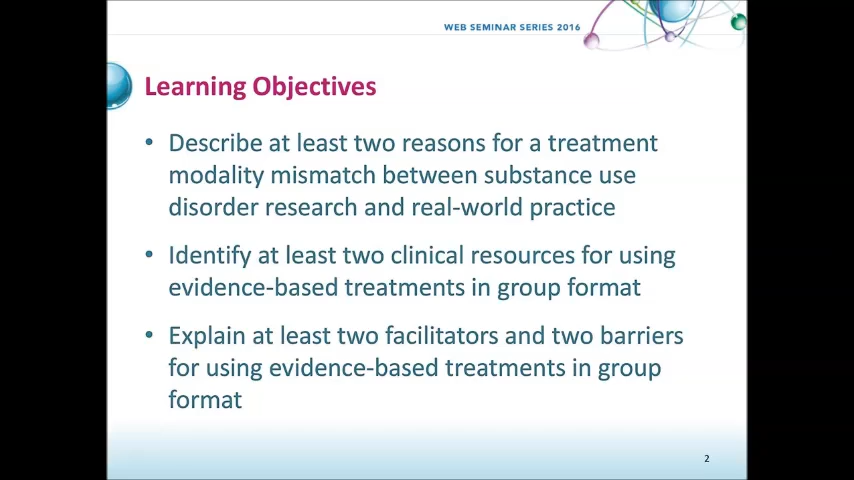 WEB SEMINAR SERIES 2016
Learning Objectives
• Describe at least two reasons for a treatment
modality mismatch between substance use
disorder research and real-world practice
• Identify at least two clinical resources for using
evidence-based treatments in group format
• Explain at least two facilitators and two barriers
for using evidence-based treatments in group
format
2